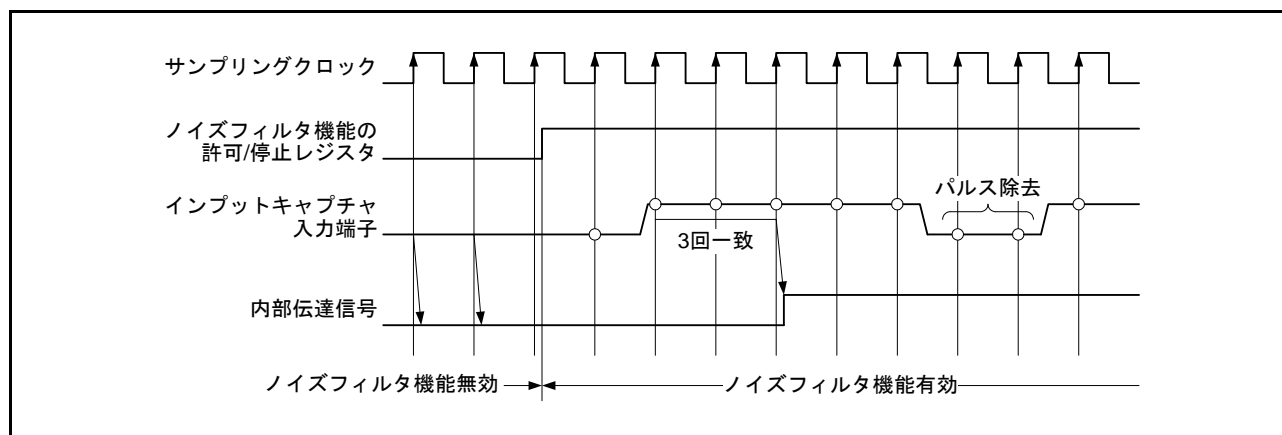 サンプリングクロック
ノイズフィルタ機能の
許可/停止レジスタ
インプットキャプチャ
入力端子
パルス除去
3回一致
内部伝達信号
ノイズフィルタ機能無効
ノイズフィルタ機能有効